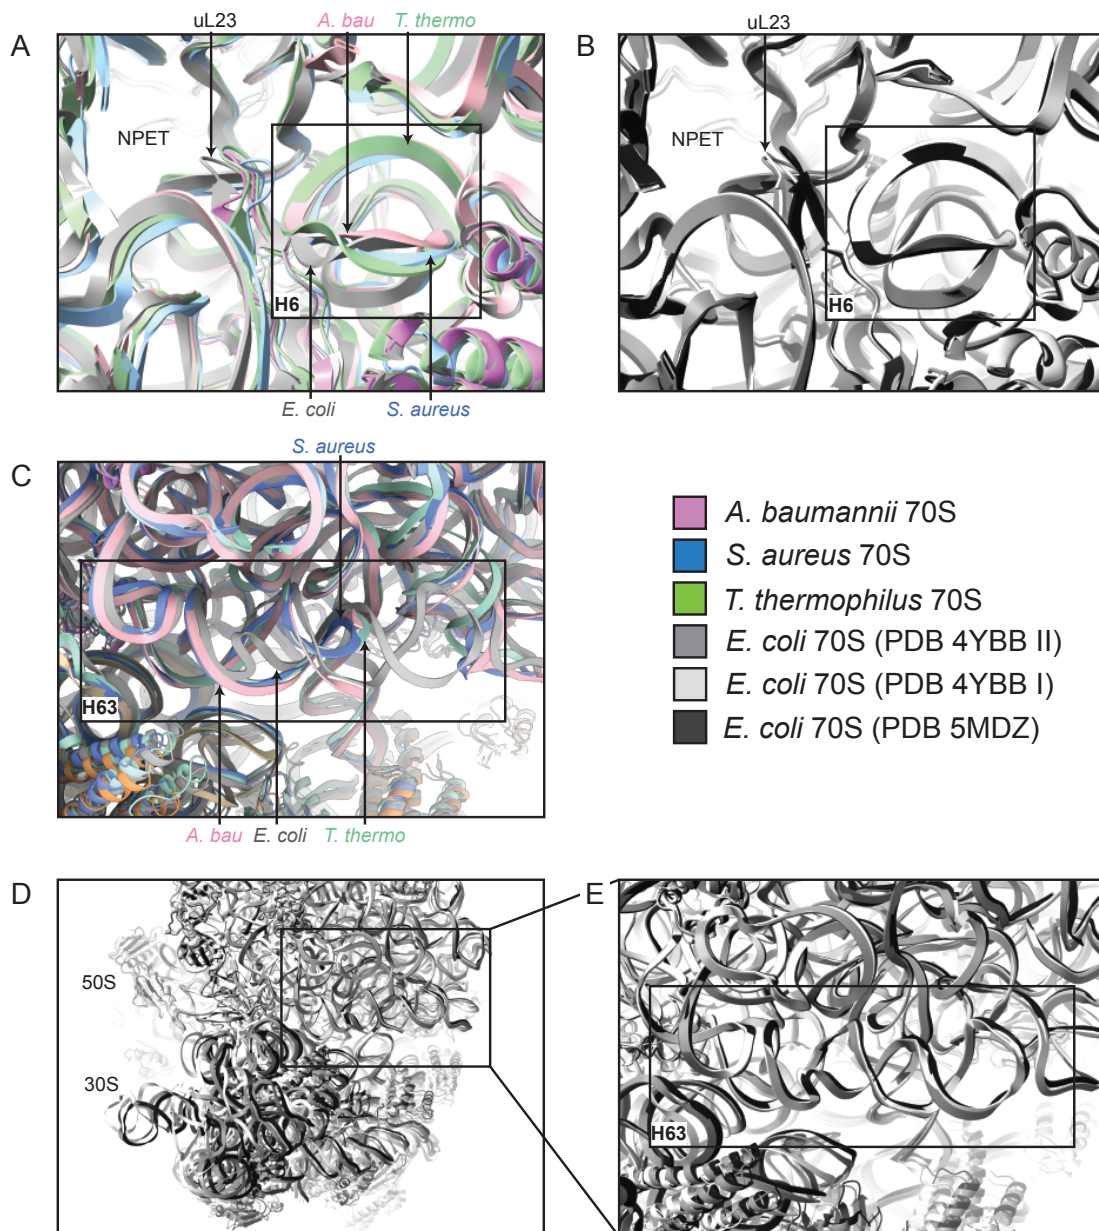 A
uL23
A. bau
T. thermo
NPET
H6
E. coli
S. aureus
B
uL23
NPET
H6
C
S. aureus
H63
A. bau
E. coli
T. thermo
A. baumannii 70S
S. aureus 70S
T. thermophilus 70S
E. coli 70S (PDB 4YBB II)
E. coli 70S (PDB 4YBB I)
E. coli 70S (PDB 5MDZ)
D
50S
30S
E
H63